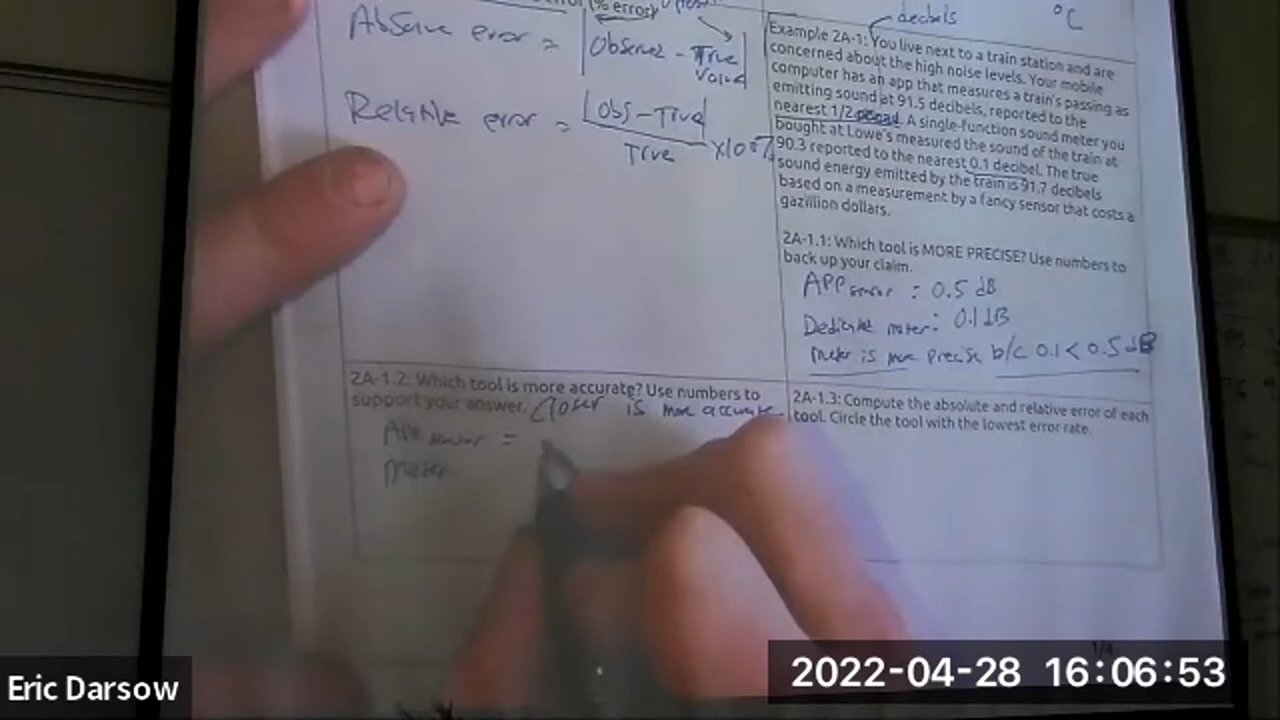 (% error)
decibels
°C
Absolute error = |Observed - True
Value|
Relative error = |obs - True|
True x100%
Example 2A-1: You live next to a train station and are
concerned about the high noise levels. Your mobile
computer has an app that measures a train's passing as
emitting sound at 91.5 decibels, reported to the
nearest 1/2 decibel. A single-function sound meter you
bought at Lowe's measured the sound of the train at
90.3 reported to the nearest 0.1 decibel. The true
sound energy emitted by the train is 91.7 decibels
based on a measurement by a fancy sensor that costs a
gazillion dollars.
2A-1.1: Which tool is MORE PRECISE? Use numbers to
back up your claim.
APP sensor : 0.5 dB
Dedicated meter: 0.1 dB
meter is more precise b/c 0.1 < 0.5 dB
2A-1.2: Which tool is more accurate? Use numbers to
support your answer. Closer is more accurate
App sensor =
meter
2A-1.3: Compute the absolute and relative error of each
tool. Circle the tool with the lowest error rate.
1/4
Eric Darsow
2022-04-28 16:06:53